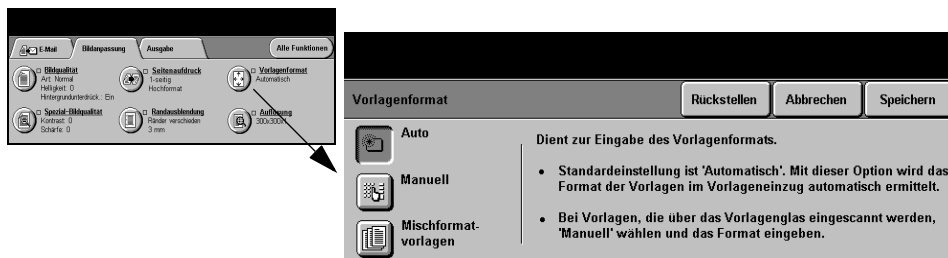 E-Mail Bildanpassung Ausgabe Alle Funktionen
Bildqualität
Art: Normal
Helligkeit: 0
Hintergrundunterdrück.: Ein
Seitenaufdruck
1-seitig
Hochformat
Vorlagenformat
Automatisch
Spezial-Bildqualität
Kontrast: 0
Schärfe: 0
Randausblendung
Ränder verschieden
3 mm
Auflösung
Vorlagenformat Rückstellen Abbrechen Speichern
Auto
Manuell
Mischformat-
vorlagen
Dient zur Eingabe des Vorlagenformats.
• Standardeinstellung ist 'Automatisch'. Mit dieser Option wird das
Format der Vorlagen im Vorlageneinzug automatisch ermittelt.
• Bei Vorlagen, die über das Vorlagenglas eingescannt werden,
'Manuell' wählen und das Format eingeben.